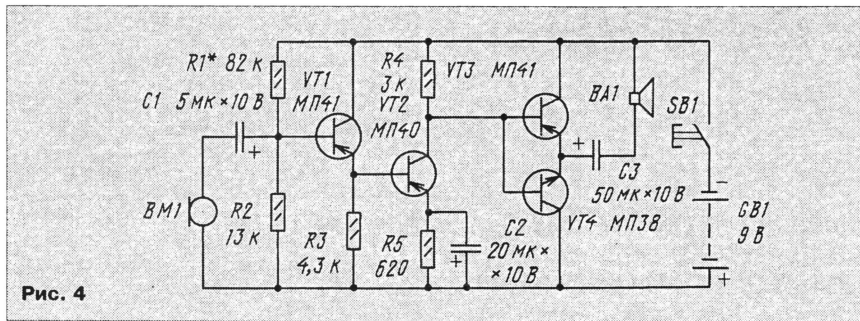 R1* 82 к
C1 5 мк × 10 В
VT1
МП41
R4
3 к
VT2
МП40
VT3 МП41
BA1
SB1
+
+
BM1
R2
13 к
R3
4,3 к
R5
620
+
C2
20 мк ×
× 10 В
C3
50 мк × 10 В
VT4 МП38
–
GB1
9 В
+
Рис. 4